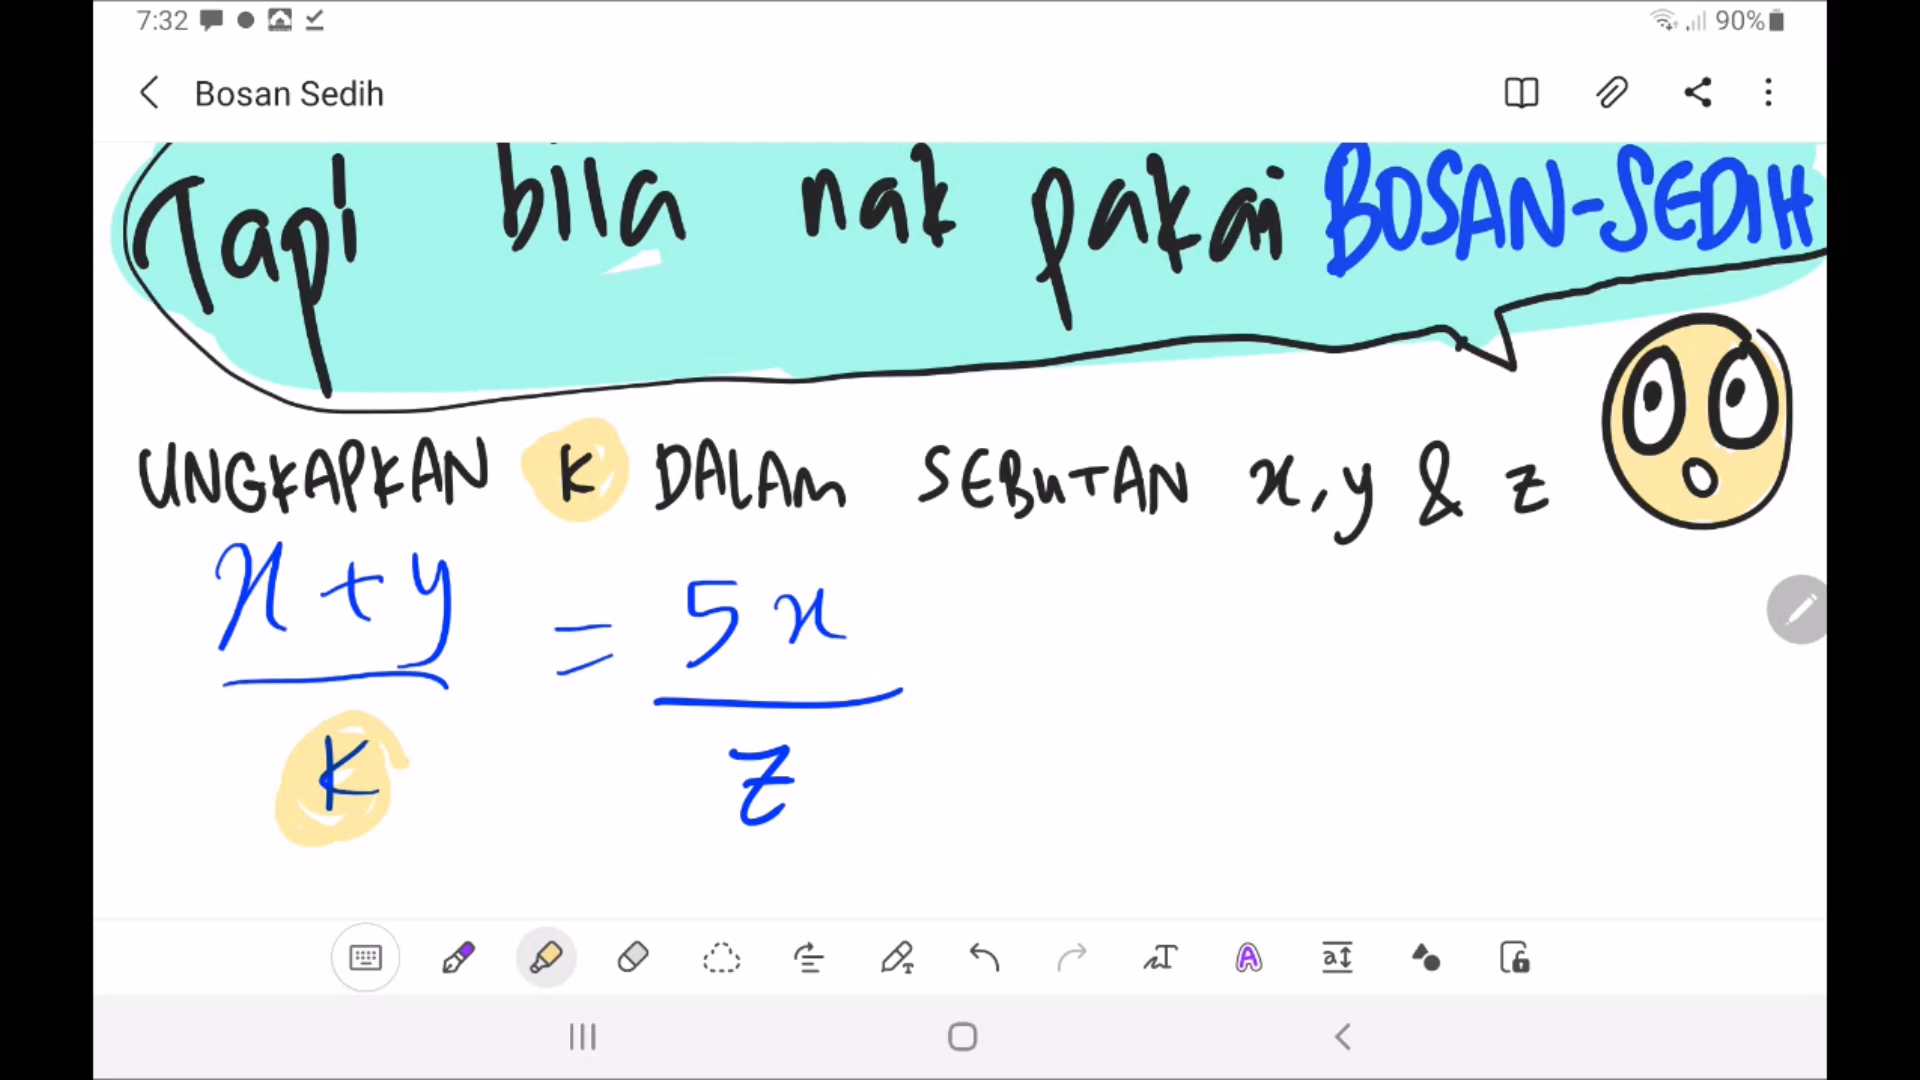 7:32 90%
Bosan Sedih
Tapi bila nak pakai BOSAN-SEDIH
UNGKAPKAN K DALAM SEBUTAN x, y & z
x + y = 5x
K z